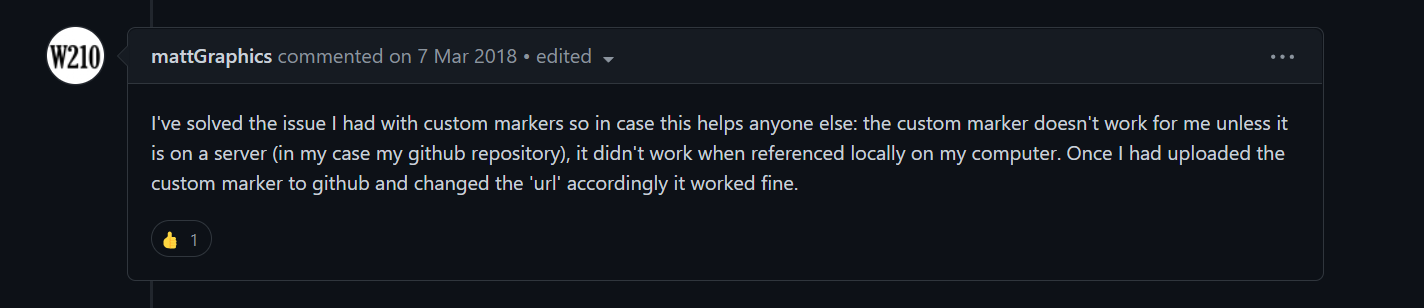 W210
mattGraphics commented on 7 Mar 2018 • edited
I've solved the issue I had with custom markers so in case this helps anyone else: the custom marker doesn't work for me unless it
is on a server (in my case my github repository), it didn't work when referenced locally on my computer. Once I had uploaded the
custom marker to github and changed the 'url' accordingly it worked fine.
👍 1